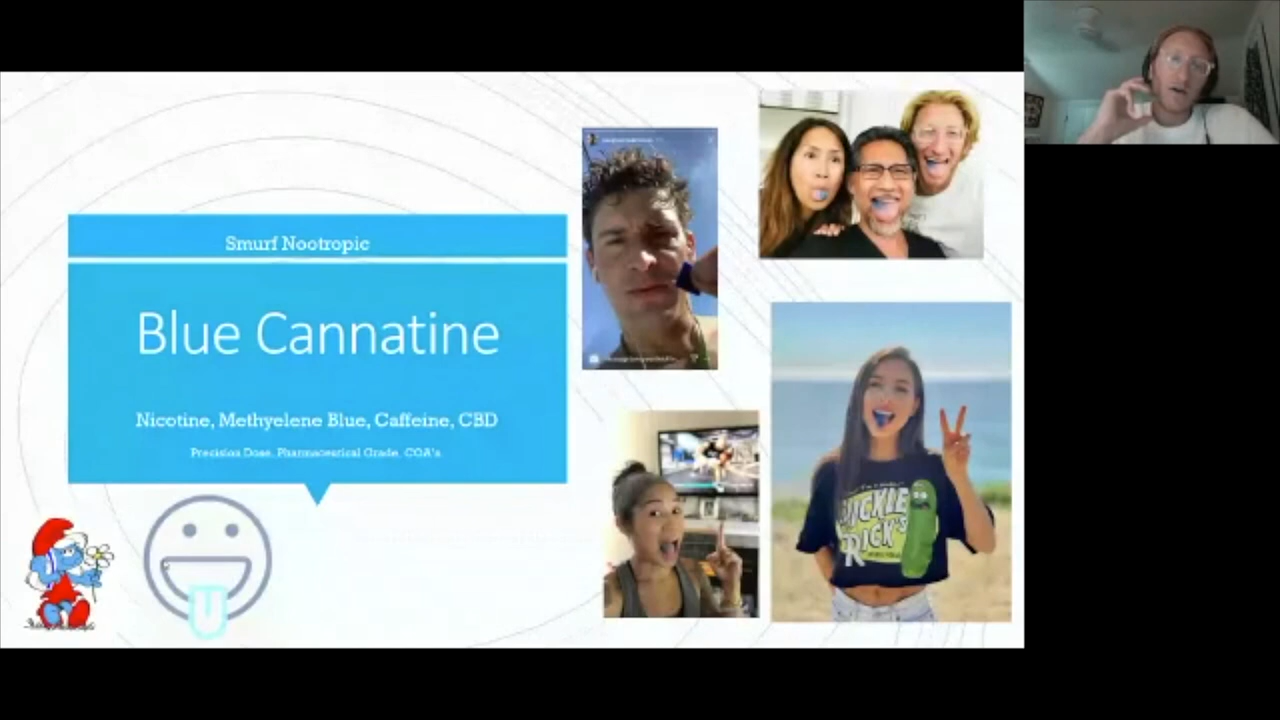 Smurf Nootropic
Blue Cannatine
Nicotine, Methyelene Blue, Caffeine, CBD
Precision Dose, Pharmaceutical Grade, COA's
PICKLE
RICK'S